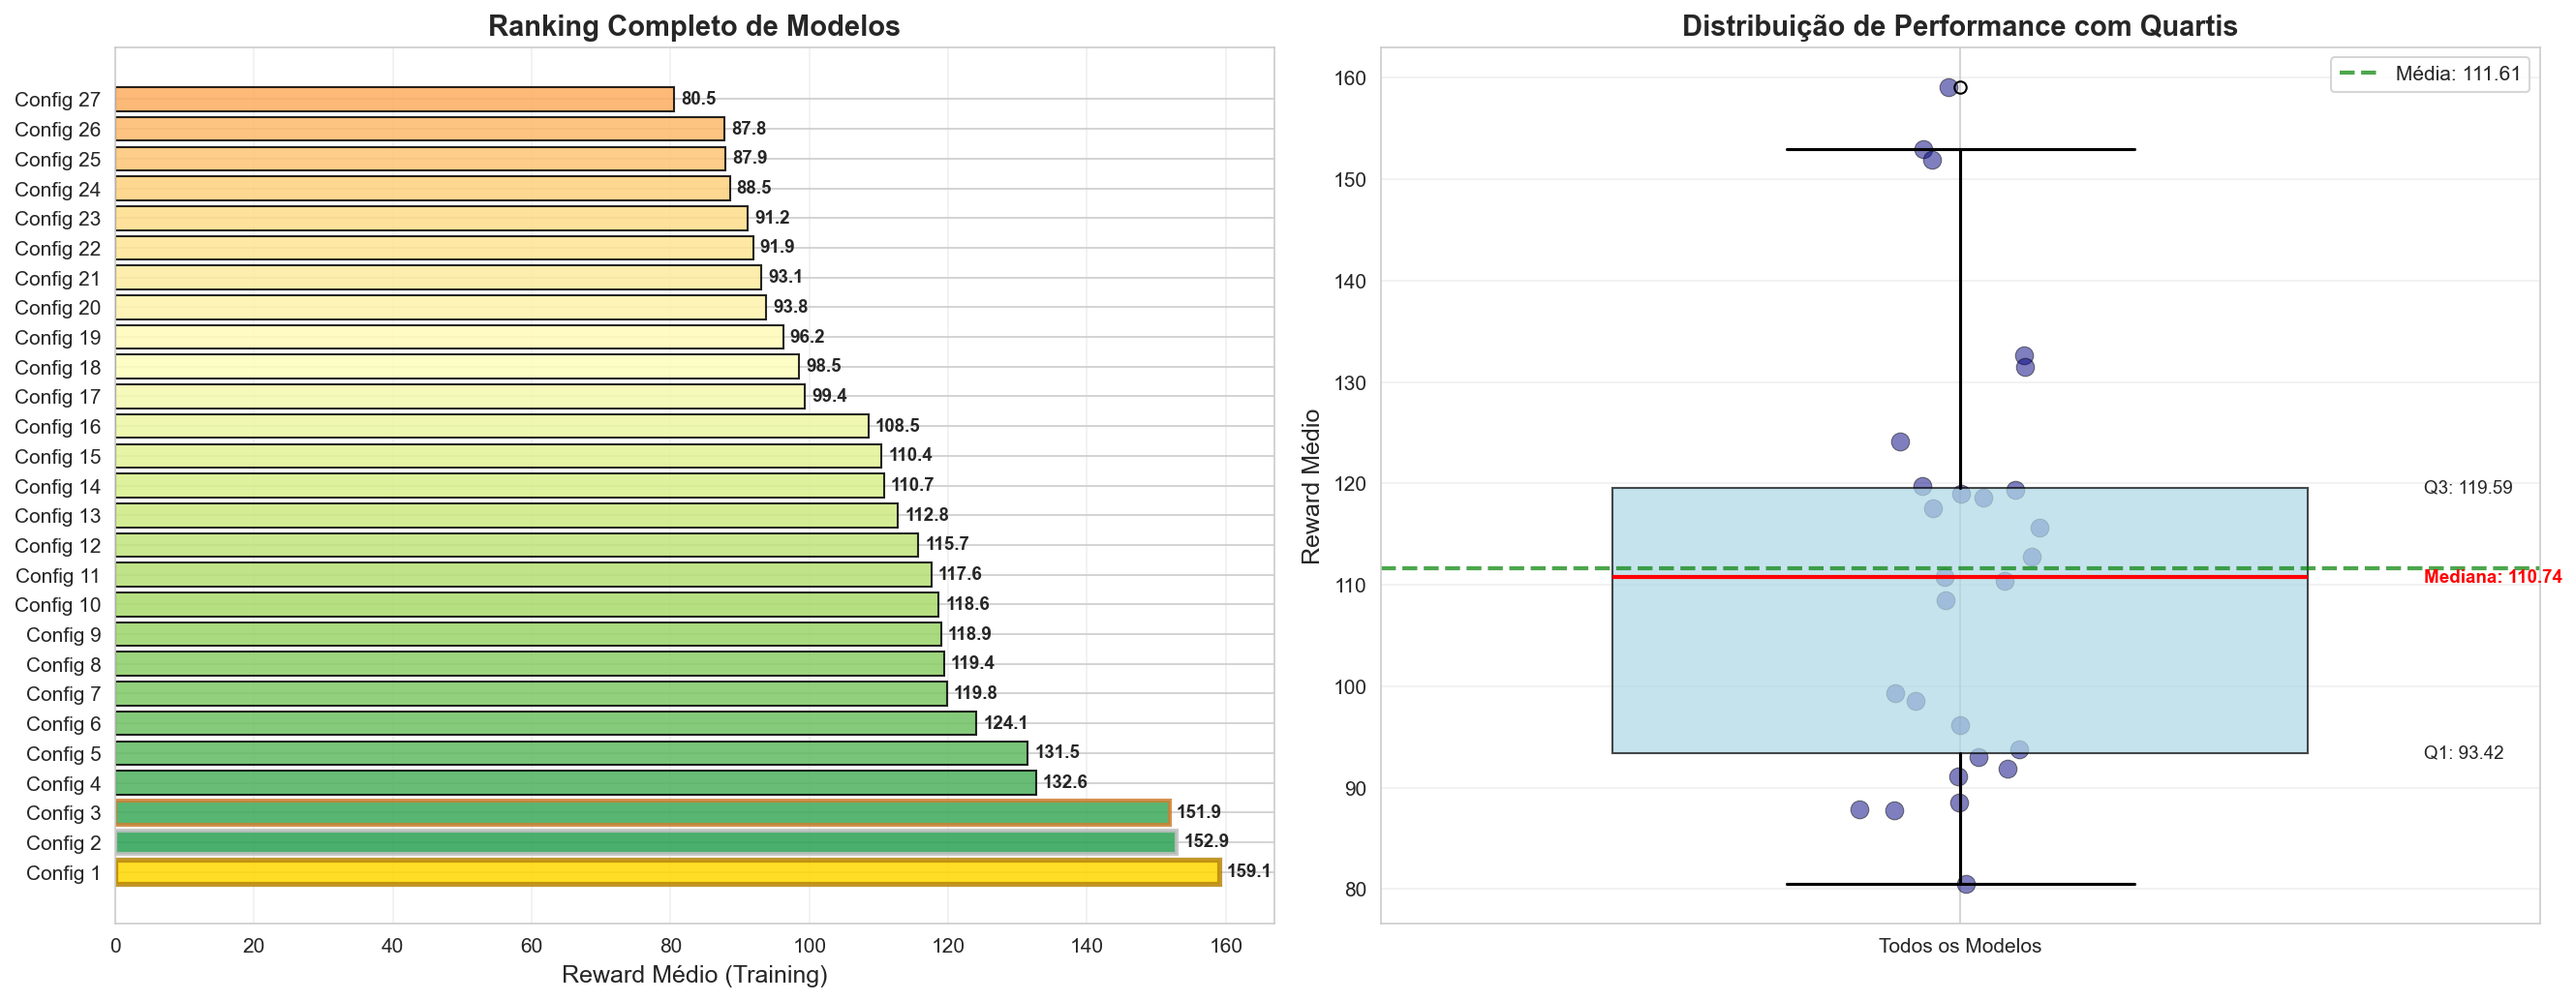 Ranking Completo de Modelos
Config 27
80.5
Config 26
87.8
Config 25
87.9
Config 24
88.5
Config 23
91.2
Config 22
91.9
Config 21
93.1
Config 20
93.8
Config 19
96.2
Config 18
98.5
Config 17
99.4
Config 16
108.5
Config 15
110.4
Config 14
110.7
Config 13
112.8
Config 12
115.7
Config 11
117.6
Config 10
118.6
Config 9
118.9
Config 8
119.4
Config 7
119.8
Config 6
124.1
Config 5
131.5
Config 4
132.6
Config 3
151.9
Config 2
152.9
Config 1
159.1
0 20 40 60 80 100 120 140 160
Reward Médio (Training)
Distribuição de Performance com Quartis
Média: 111.61
160
150
140
130
120
110
100
90
80
Reward Médio
Q3: 119.59
Mediana: 110.74
Q1: 93.42
Todos os Modelos